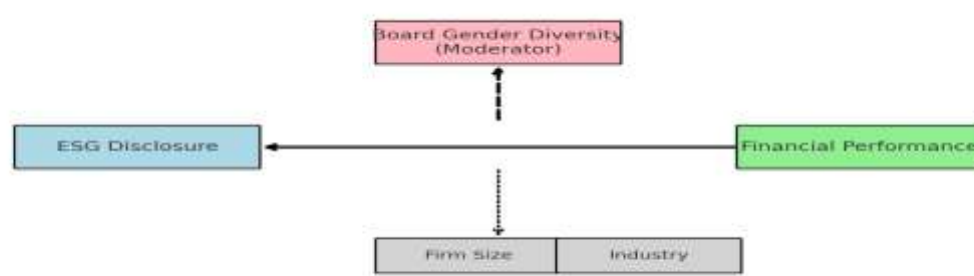 Board Gender Diversity
(Moderator)
ESG Disclosure
Financial Performance
Firm Size
Industry